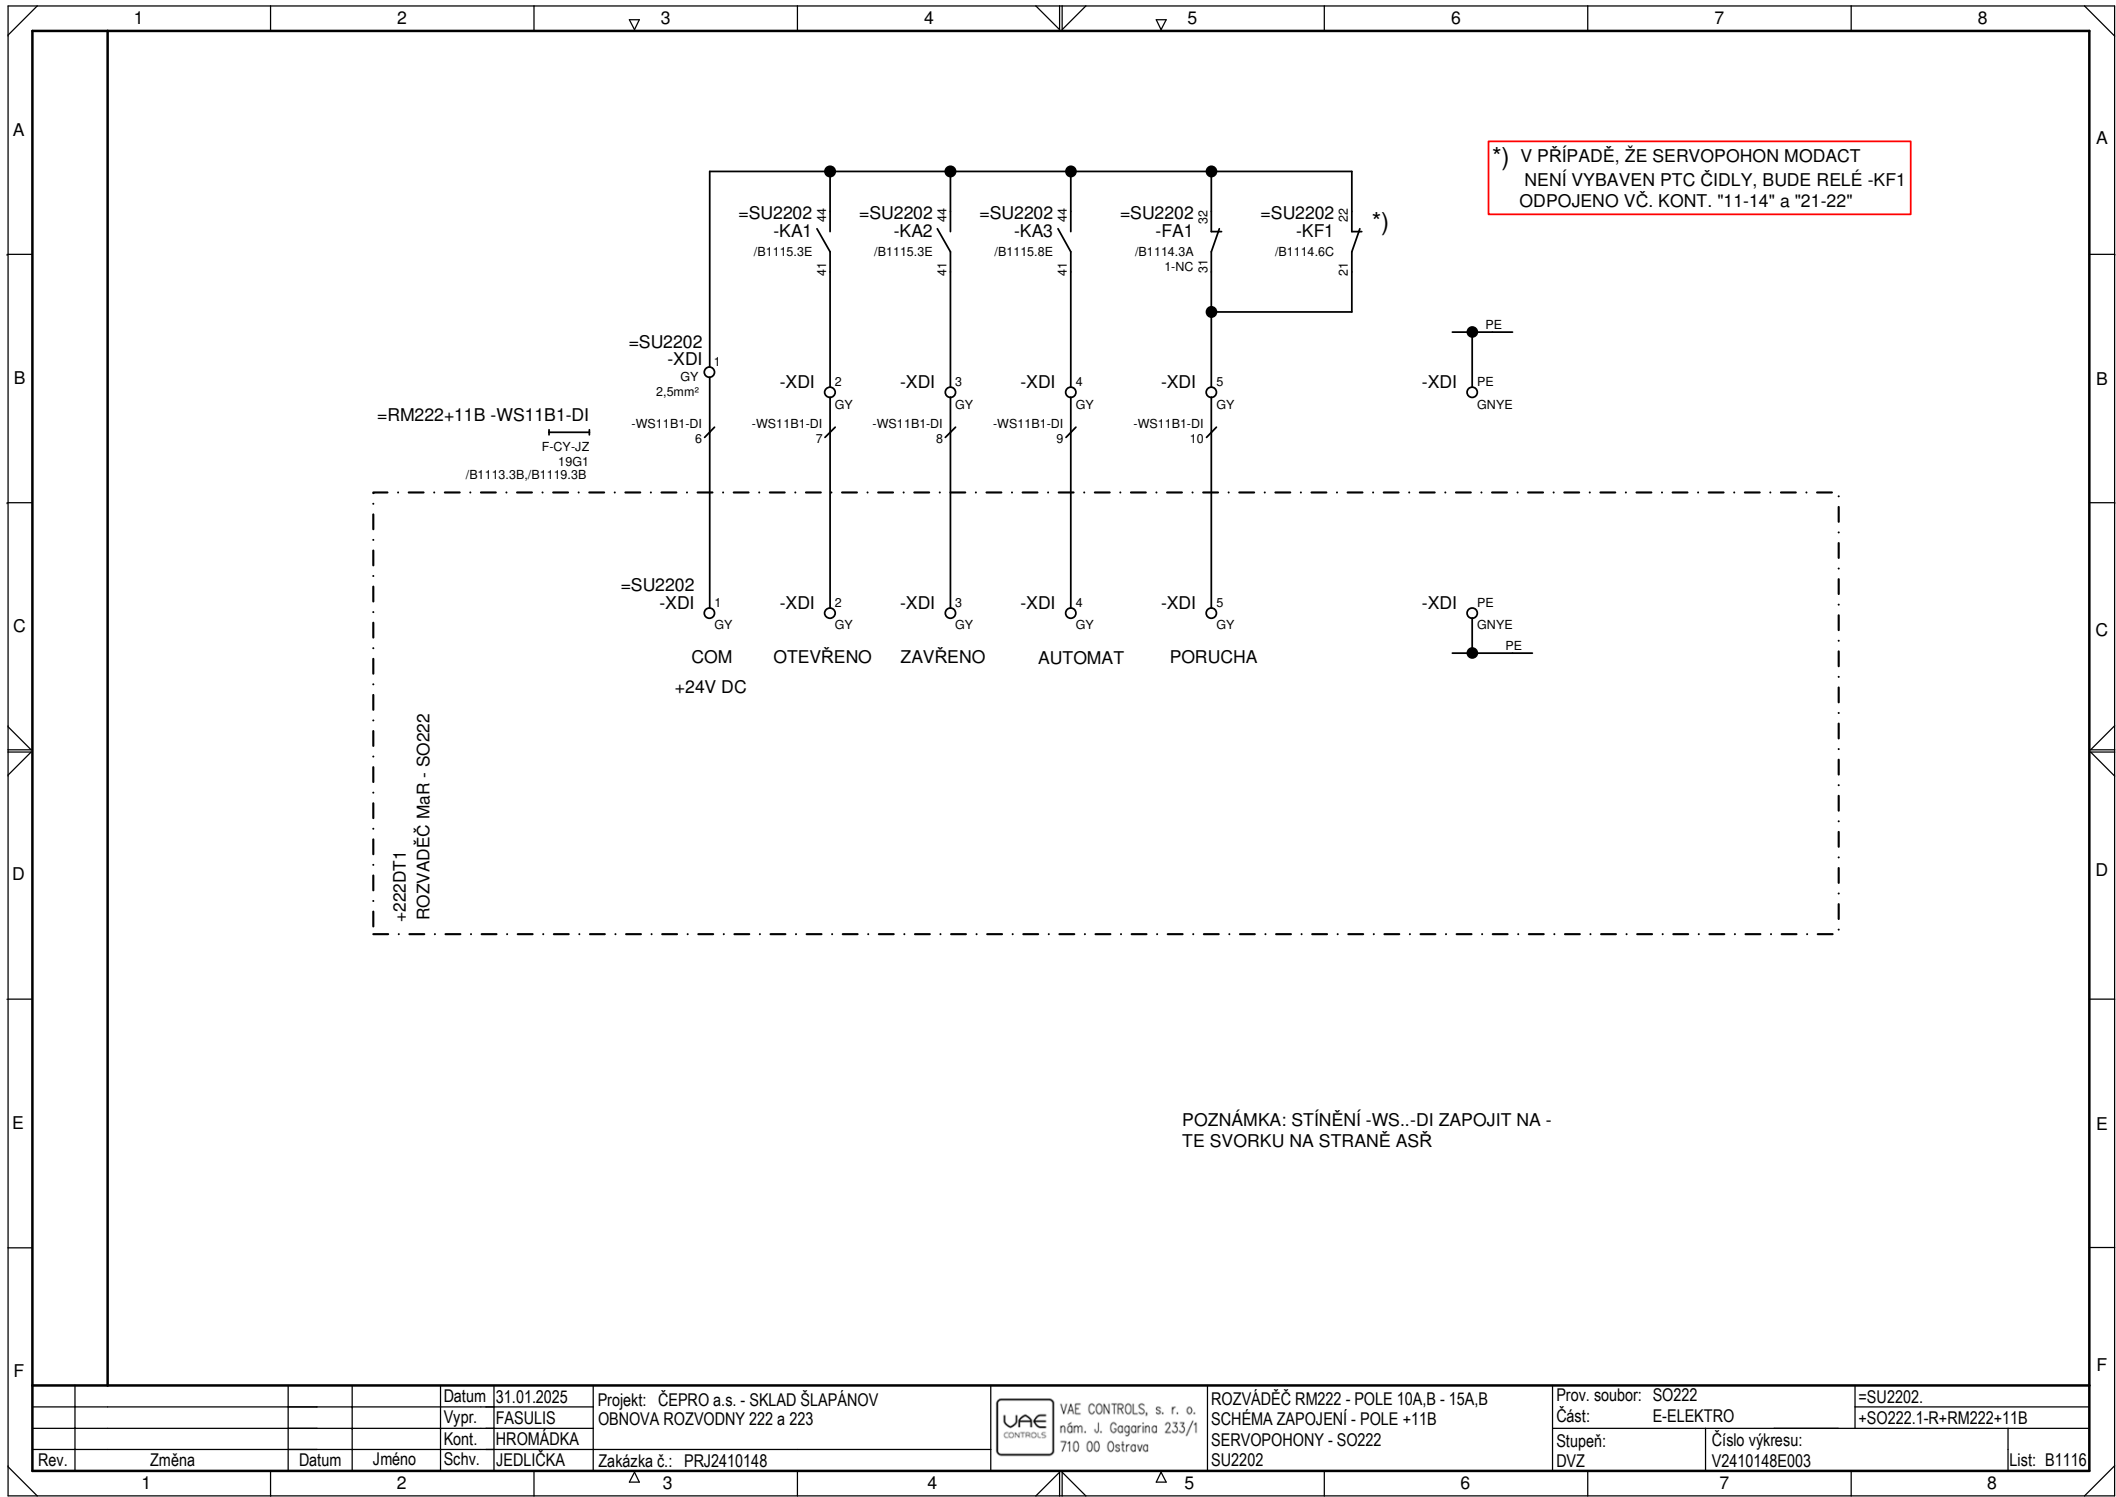 1 2 3 4 5 6 7 8
A A
*) V PŘÍPADĚ, ŽE SERVOPOHON MODACT
NENÍ VYBAVEN PTC ČIDLY, BUDE RELÉ -KF1
ODPOJENO VČ. KONT. "11-14" a "21-22"
=SU2202 44 =SU2202 44 =SU2202 44 =SU2202 32 =SU2202 22 *)
-KA1 -KA2 -KA3 -FA1 -KF1
/B1115.3E /B1115.3E /B1115.8E /B1114.3A /B1114.6C
41 41 41 1-NC 31 21
PE
=SU2202
-XDI 1
GY
2,5mm²
B B
-XDI 2 -XDI 3 -XDI 4 -XDI 5 -XDI PE
GY GY GY GY GNYE
=RM222+11B -WS11B1-DI
-WS11B1-DI -WS11B1-DI -WS11B1-DI -WS11B1-DI -WS11B1-DI
6 7 8 9 10
F-CY-JZ
19G1
/B1113.3B,/B1119.3B
=SU2202
-XDI 1 -XDI 2 -XDI 3 -XDI 4 -XDI 5 -XDI PE
GY GY GY GY GY GNYE
C C
PE
COM OTEVŘENO ZAVŘENO AUTOMAT PORUCHA
+24V DC
+222DT1
ROZVADĚČ MaR - SO222
D D
POZNÁMKA: STÍNĚNÍ -WS..-DI ZAPOJIT NA -
TE SVORKU NA STRANĚ ASŘ
E E
F F
Datum 31.01.2025
Vypr. FASULIS
Kont. HROMÁDKA
Rev. Změna Datum Jméno Schv. JEDLIČKA
Projekt: ČEPRO a.s. - SKLAD ŠLAPÁNOV
OBNOVA ROZVODNY 222 a 223
Zakázka č.: PRJ2410148
VAE
CONTROLS
VAE CONTROLS, s. r. o.
nám. J. Gagarina 233/1
710 00 Ostrava
ROZVÁDĚČ RM222 - POLE 10A,B - 15A,B
SCHÉMA ZAPOJENÍ - POLE +11B
SERVOPOHONY - SO222
SU2202
Prov. soubor: SO222
Část: E-ELEKTRO
Stupeň:
DVZ
Číslo výkresu:
V2410148E003
=SU2202.
+SO222.1-R+RM222+11B
List: B1116
1 2 3 4 5 6 7 8